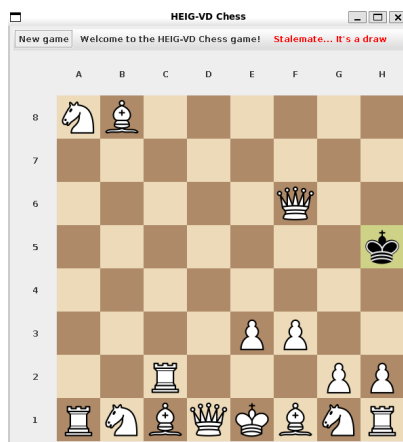 HEIG-VD Chess
New game Welcome to the HEIG-VD Chess game! Stalemate... It's a draw
A B C D E F G H
8
7
6
5
4
3
2
1